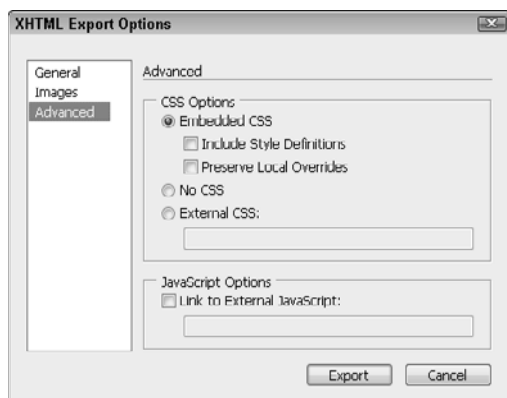 XHTML Export Options
General
Images
Advanced
Advanced
CSS Options
Embedded CSS
Include Style Definitions
Preserve Local Overrides
No CSS
External CSS:
JavaScript Options
Link to External JavaScript:
Export
Cancel